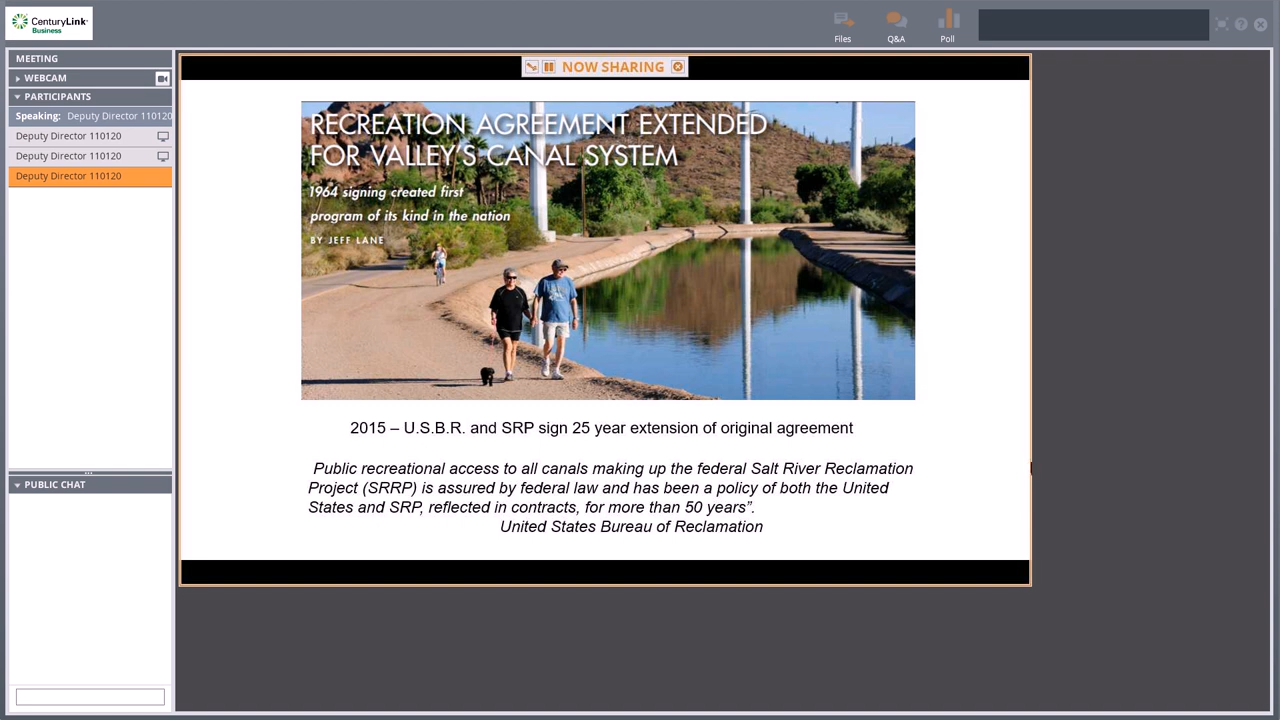 CenturyLink
Business
Files
Q&A
Poll
MEETING
WEBCAM
PARTICIPANTS
Speaking: Deputy Director 110120
Deputy Director 110120
Deputy Director 110120
Deputy Director 110120
PUBLIC CHAT
NOW SHARING
RECREATION AGREEMENT EXTENDED
FOR VALLEY'S CANAL SYSTEM
1964 signing created first
program of its kind in the nation
BY JEFF LANE
2015 – U.S.B.R. and SRP sign 25 year extension of original agreement
Public recreational access to all canals making up the federal Salt River Reclamation
Project (SRRP) is assured by federal law and has been a policy of both the United
States and SRP, reflected in contracts, for more than 50 years”.
United States Bureau of Reclamation